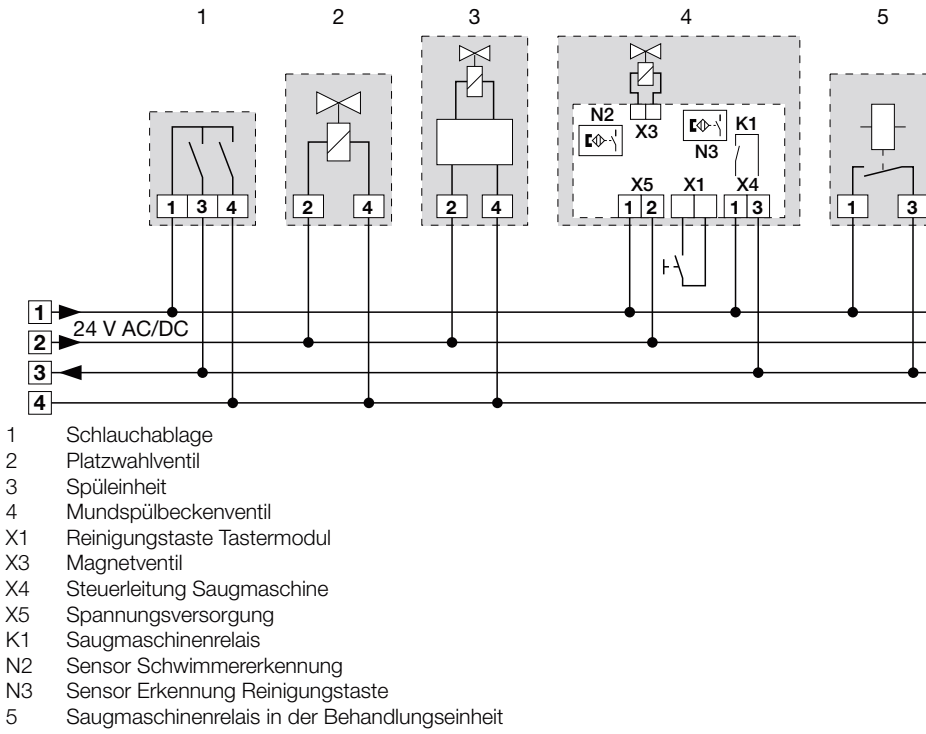 1 2 3 4 5
N2 X3 N3 K1
X5 X1 X4
1 3 4 2 4 2 4 1 2 1 3 1 3
1
24 V AC/DC
2
3
4
1 Schlauchablage
2 Platzwahlventil
3 Spüleinheit
4 Mundspülbeckenventil
X1 Reinigungstaste Tastermodul
X3 Magnetventil
X4 Steuerleitung Saugmaschine
X5 Spannungsversorgung
K1 Saugmaschinenrelais
N2 Sensor Schwimmererkennung
N3 Sensor Erkennung Reinigungstaste
5 Saugmaschinenrelais in der Behandlungseinheit